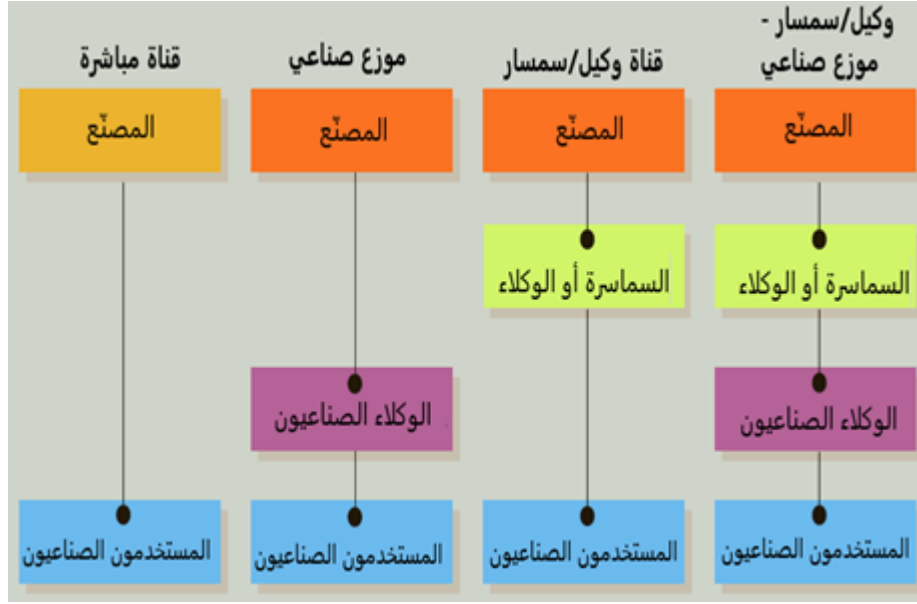 وكيل/سمسار -
موزع صناعي
قناة وكيل/سمسار
موزع صناعي
قناة مباشرة
المصنّع
المصنّع
المصنّع
المصنّع
السماسرة أو الوكلاء
السماسرة أو الوكلاء
الوكلاء الصناعيون
الوكلاء الصناعيون
المستخدمون الصناعيون
المستخدمون الصناعيون
المستخدمون الصناعيون
المستخدمون الصناعيون